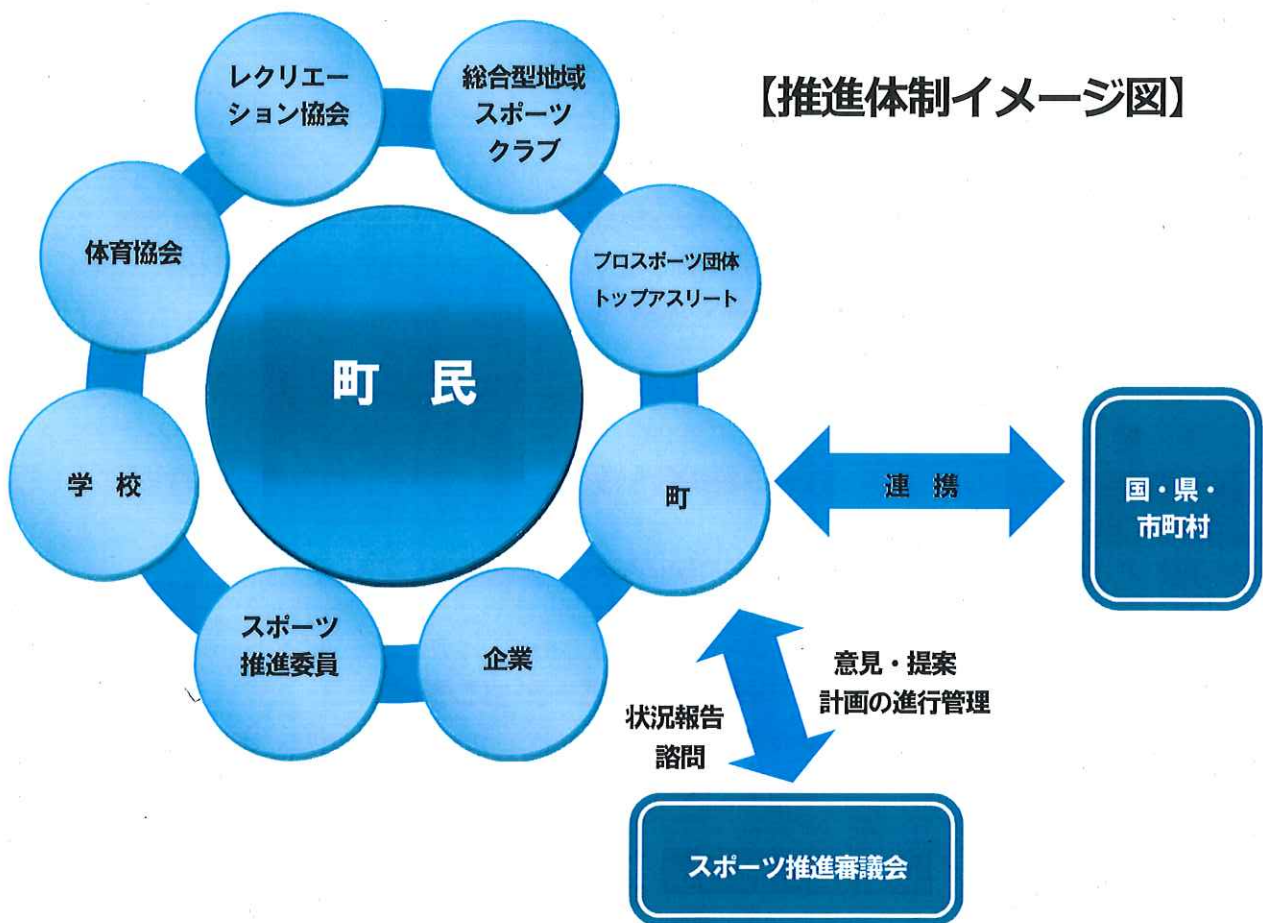 【推進体制イメージ図】
レクリエー
ション協会
総合型地域
スポーツ
クラブ
体育協会
プロスポーツ団体
トップアスリート
町　民
学　校
町
連　携
国・県・
市町村
スポーツ
推進委員
企業
意見・提案
計画の進行管理
状況報告
諮問
スポーツ推進審議会